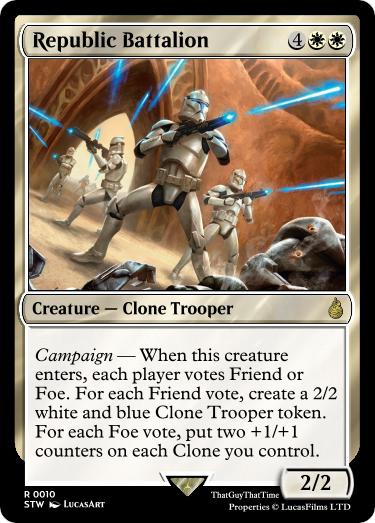 Republic Battalion 4
Creature — Clone Trooper
Campaign — When this creature
enters, each player votes Friend or
Foe. For each Friend vote, create a 2/2
white and blue Clone Trooper token.
For each Foe vote, put two +1/+1
counters on each Clone you control.
2/2
R 0010
STW LucasArt
ThatGuyThatTime
Properties © LucasFilms LTD